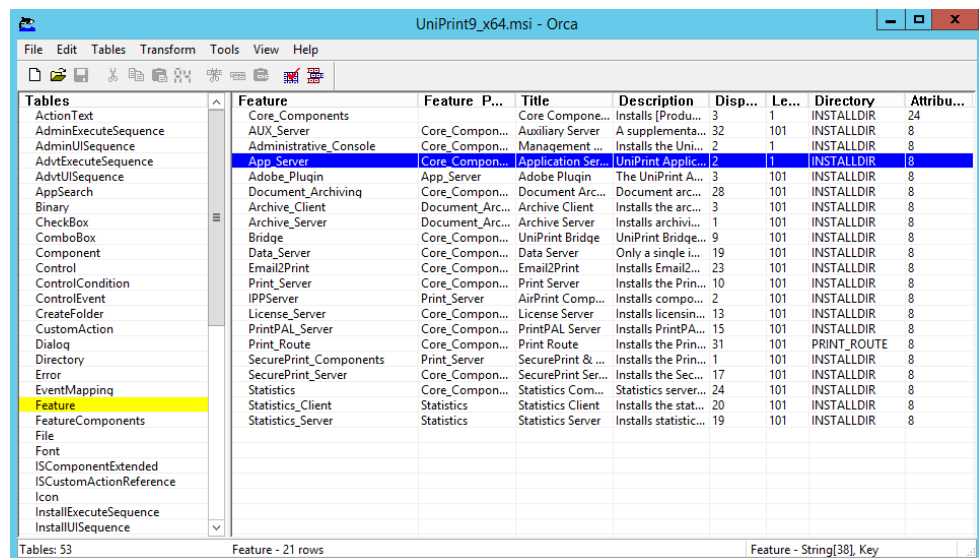 UniPrint9_x64.msi - Orca
File Edit Tables Transform Tools View Help
Tables
ActionText
AdminExecuteSequence
AdminUISequence
AdvtExecuteSequence
AdvtUISequence
AppSearch
Binary
CheckBox
ComboBox
Component
Control
ControlCondition
ControlEvent
CreateFolder
CustomAction
Dialog
Directory
Error
EventMapping
Feature
FeatureComponents
File
Font
ISComponentExtended
ISCustomActionReference
Icon
InstallExecuteSequence
InstallUISequence
Feature Feature P... Title Description Disp... Le... Directory Attribu...
Core_Components Core Compone... Installs [Produ... 3 1 INSTALLDIR 24
AUX_Server Core_Compon... Auxiliary Server A supplementa... 32 101 INSTALLDIR 8
Administrative_Console Core_Compon... Management ... Installs the Uni... 2 1 INSTALLDIR 8
App_Server Core_Compon... Application Ser... UniPrint Applic... 2 1 INSTALLDIR 8
Adobe_Plugin App_Server Adobe Plugin The UniPrint A... 3 101 INSTALLDIR 8
Document_Archiving Core_Compon... Document Arc... Document arc... 28 101 INSTALLDIR 8
Archive_Client Document_Arc... Archive Client Installs the arc... 3 101 INSTALLDIR 8
Archive_Server Document_Arc... Archive Server Installs archivi... 1 101 INSTALLDIR 8
Bridge Core_Compon... UniPrint Bridge UniPrint Bridge... 9 101 INSTALLDIR 8
Data_Server Core_Compon... Data Server Only a single i... 19 101 INSTALLDIR 8
Email2Print Core_Compon... Email2Print Installs Email2... 23 101 INSTALLDIR 8
Print_Server Core_Compon... Print Server Installs the Prin... 10 101 INSTALLDIR 8
IPPServer Print_Server AirPrint Comp... Installs compo... 2 101 INSTALLDIR 8
License_Server Core_Compon... License Server Installs licensin... 13 101 INSTALLDIR 8
PrintPAL_Server Core_Compon... PrintPAL Server Installs PrintPA... 15 101 INSTALLDIR 8
Print_Route Core_Compon... Print Route Installs the Prin... 31 101 PRINT_ROUTE 8
SecurePrint_Components Print_Server SecurePrint & ... Installs the Prin... 1 101 INSTALLDIR 8
SecurePrint_Server Core_Compon... SecurePrint Ser... Installs the Sec... 17 101 INSTALLDIR 8
Statistics Core_Compon... Statistics Com... Statistics server... 24 101 INSTALLDIR 8
Statistics_Client Statistics Statistics Client Installs the stat... 20 101 INSTALLDIR 8
Statistics_Server Statistics Statistics Server Installs statistic... 19 101 INSTALLDIR 8
Tables: 53 Feature - 21 rows Feature - String[38], Key